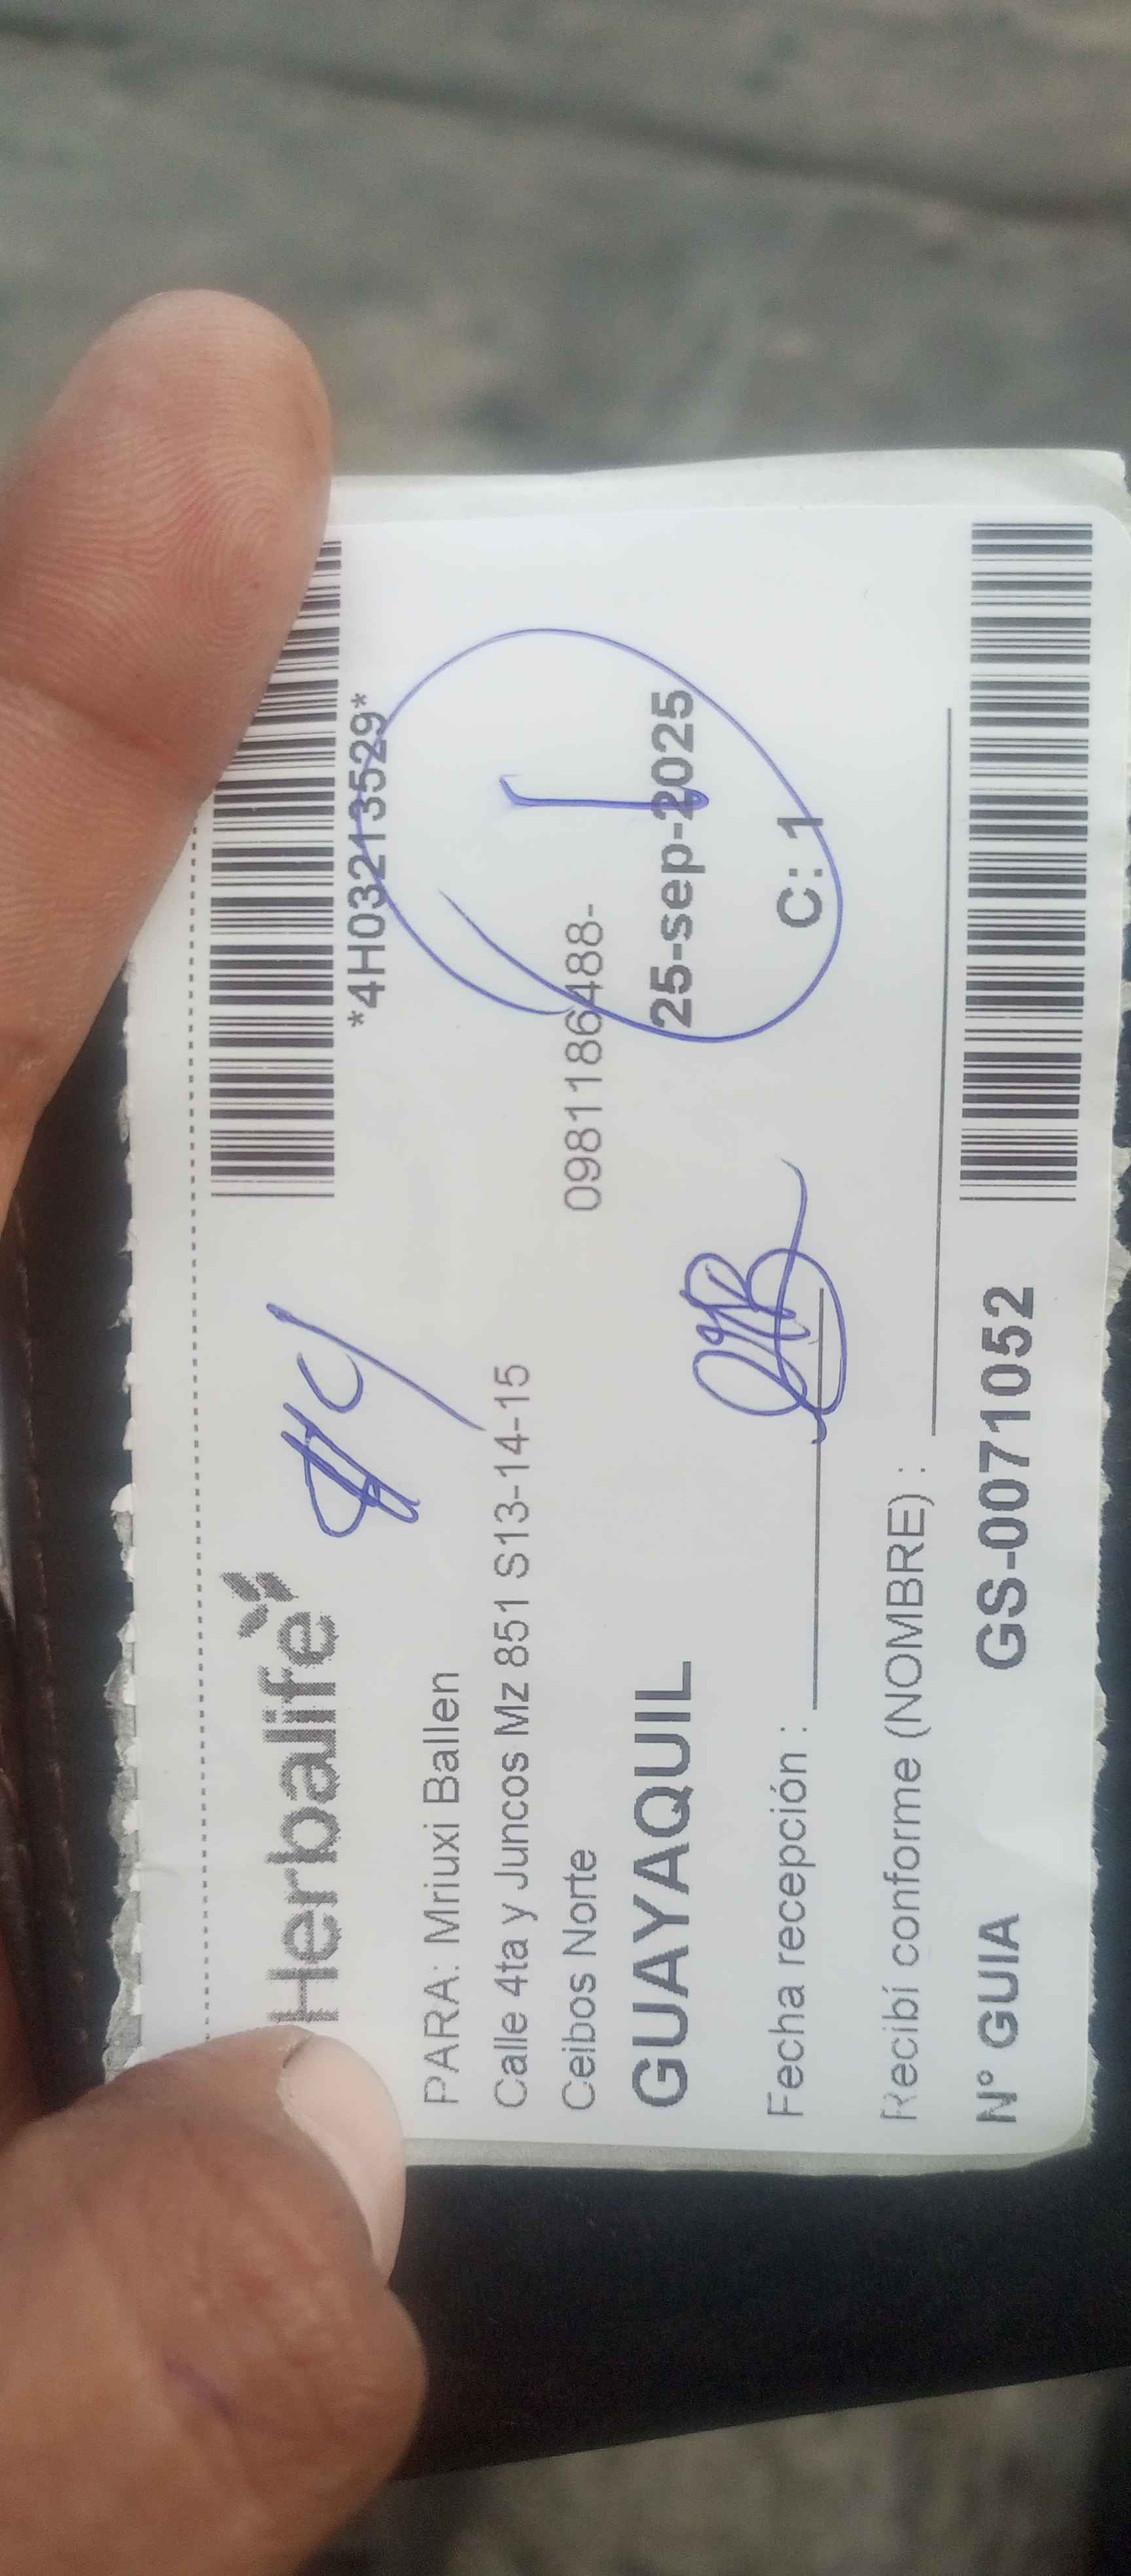 Herbalife
*4H03213529*
PARA: Mriuxi Ballen
Calle 4ta y Juncos Mz 851 S13-14-15
Ceibos Norte 0981186488-
GUAYAQUIL 25-sep-2025
Fecha recepción : C: 1
Recibí conforme (NOMBRE) :
N° GUIA GS-0071052